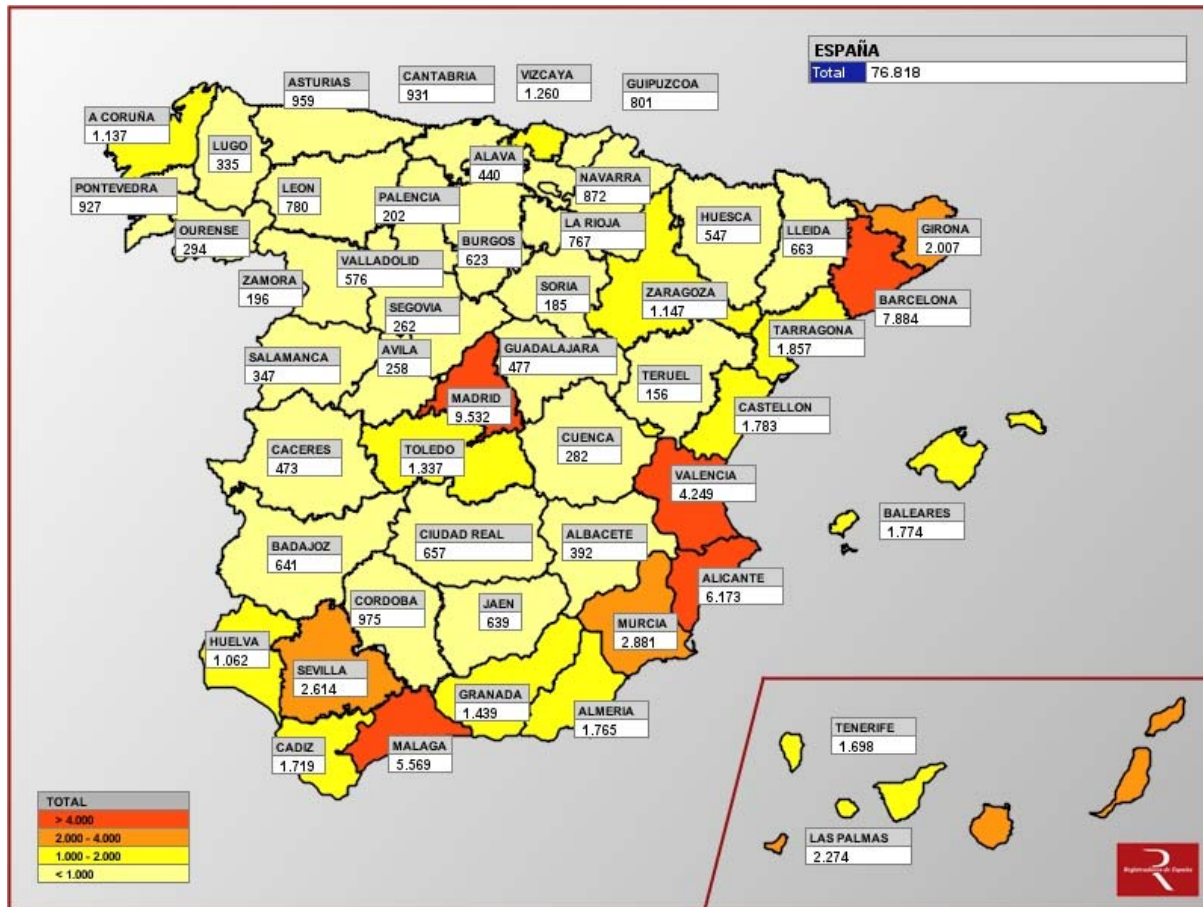 ESPAÑA
Total 76.818
ASTURIAS
959
CANTABRIA
931
VIZCAYA
1.260
GUIPUZCOA
801
A CORUÑA
1.137
LUGO
335
ALAVA
440
NAVARRA
872
PONTEVEDRA
927
LEON
780
PALENCIA
202
OURENSE
294
BURGOS
623
LA RIOJA
767
HUESCA
547
LLEIDA
663
GIRONA
2.007
ZAMORA
196
VALLADOLID
576
SORIA
185
ZARAGOZA
1.147
BARCELONA
7.884
SEGOVIA
262
TARRAGONA
1.857
SALAMANCA
347
AVILA
258
GUADALAJARA
477
TERUEL
156
MADRID
9.532
CASTELLON
1.783
CACERES
473
TOLEDO
1.337
CUENCA
282
VALENCIA
4.249
BALEARES
1.774
BADAJOZ
641
CIUDAD REAL
657
ALBACETE
392
ALICANTE
6.173
CORDOBA
975
JAEN
639
MURCIA
2.881
HUELVA
1.062
SEVILLA
2.614
GRANADA
1.439
ALMERIA
1.765
CADIZ
1.719
MALAGA
5.569
TENERIFE
1.698
LAS PALMAS
2.274
TOTAL
> 4.000
2.000 - 4.000
1.000 - 2.000
< 1.000
R
Registradores de España